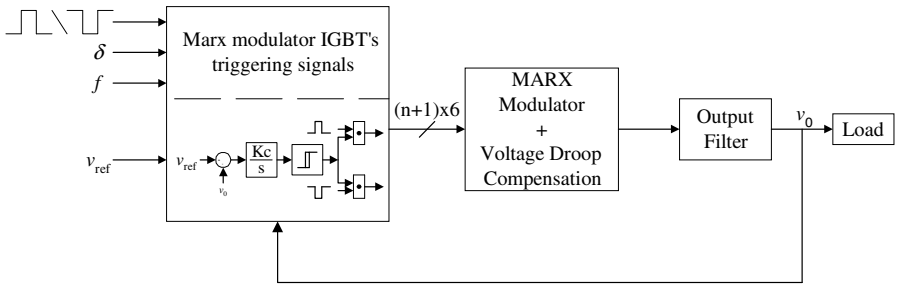 Marx modulator IGBT's
triggering signals
δ
f
v_ref
v_ref
v_0
Kc
s
(n+1)x6
MARX
Modulator
+
Voltage Droop
Compensation
Output
Filter
v_0
Load